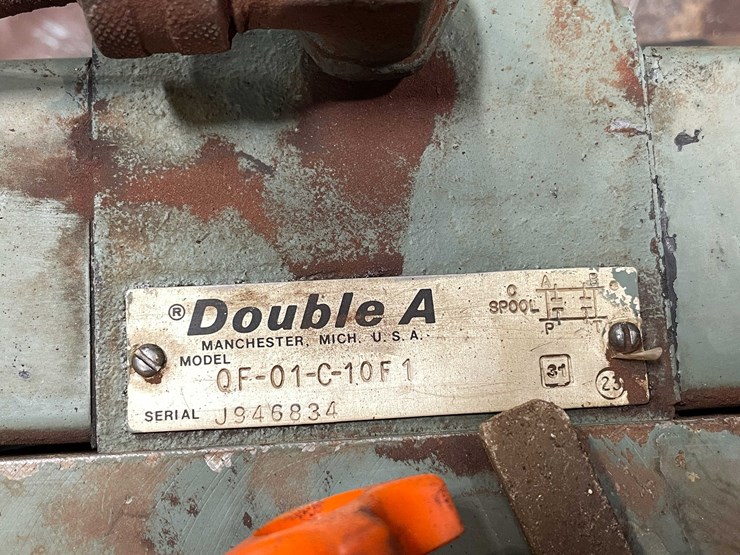 ® Double A
MANCHESTER, MICH. U.S.A.
MODEL QF-01-C-10F1
SERIAL J946834
C
SPOOL
A B
P T
31
23